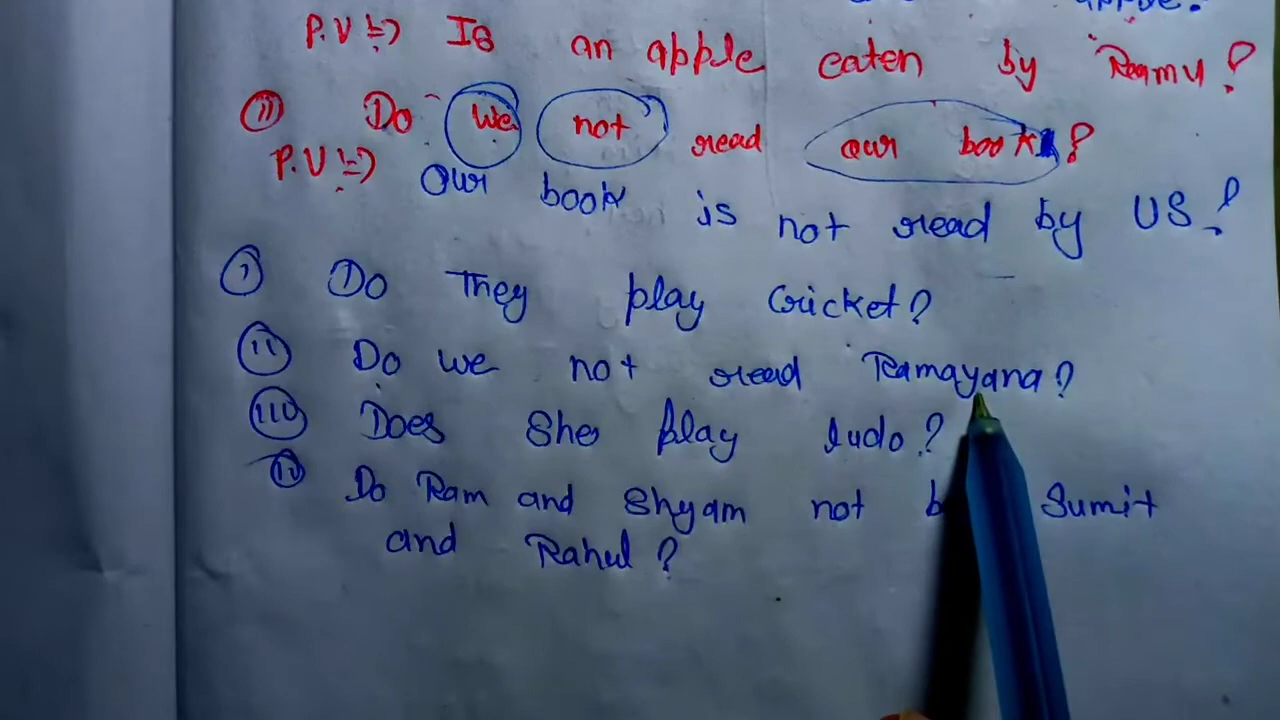 P.V => Is an apple eaten by Ramu?
(ii) Do we not read our book?
P.V => Our book is not read by us?
(i) Do They play Cricket?
(ii) Do we not read Ramayana?
(iii) Does She play ludo?
(iv) Do Ram and Shyam not Sumit
and Rahul?